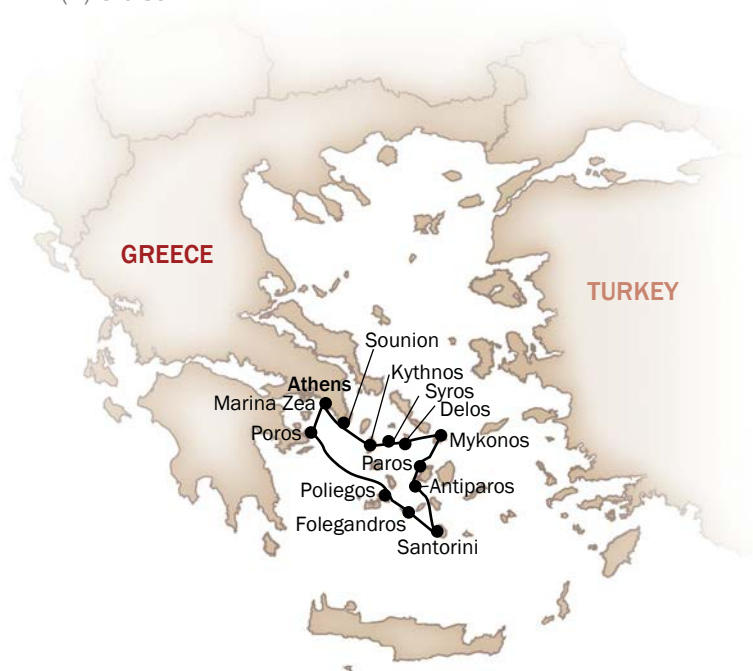 GREECE
TURKEY
Sounion
Kythnos
Athens
Syros
Marina Zea
Delos
Poros
Mykonos
Paros
Antiparos
Poliegos
Folegandros
Santorini